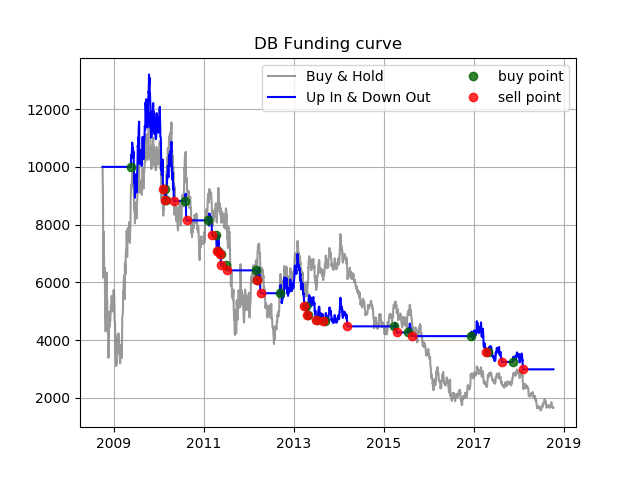 DB Funding curve
Buy & Hold
Up In & Down Out
buy point
sell point
12000
10000
8000
6000
4000
2000
2009 2011 2013 2015 2017 2019